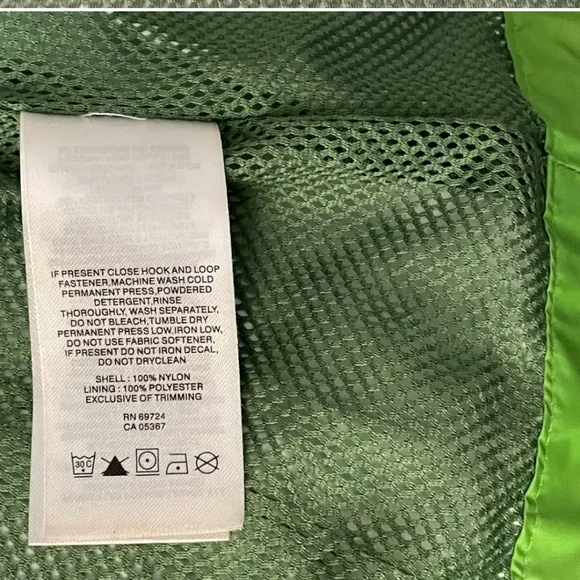 IF PRESENT CLOSE HOOK AND LOOP
FASTENER,MACHINE WASH COLD
PERMANENT PRESS,POWDERED
DETERGENT,RINSE
THOROUGHLY, WASH SEPARATELY,
DO NOT BLEACH,TUMBLE DRY
PERMANENT PRESS LOW,IRON LOW,
DO NOT USE FABRIC SOFTENER,
IF PRESENT DO NOT IRON DECAL,
DO NOT DRYCLEAN
SHELL : 100% NYLON
LINING : 100% POLYESTER
EXCLUSIVE OF TRIMMING
RN 69724
CA 05367
30 C